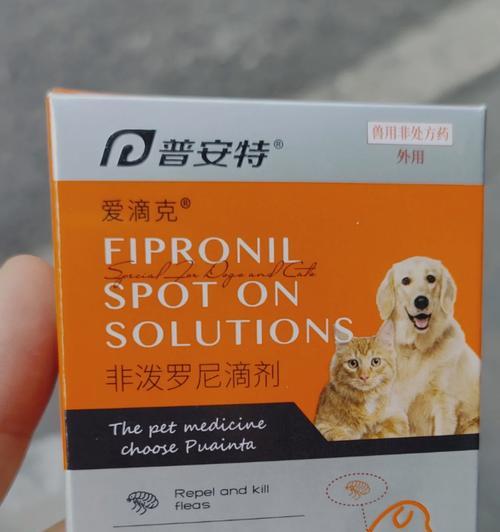 普安特®
兽用非处方药
外用
爱滴克®
FIPRONIL
Special For Dogs and Cats
SPOT ON
SOLUTIONS
非泼罗尼滴剂
The pet medicine
choose Puainta
Repel and kill
fleas